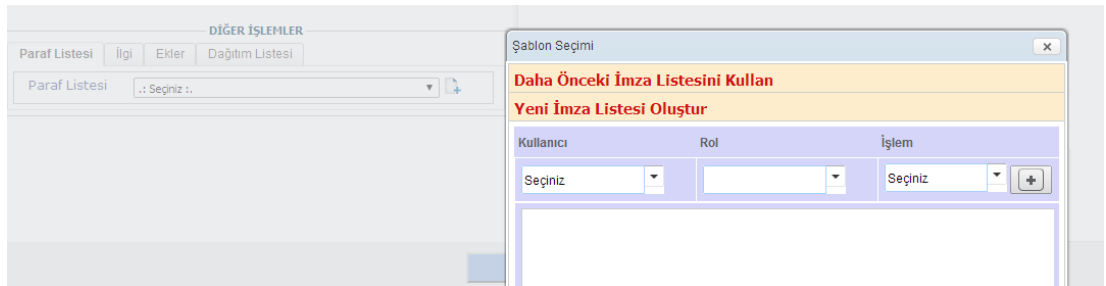 DİĞER İŞLEMLER
Paraf Listesi İlgi Ekler Dağıtım Listesi
Paraf Listesi .: Seçiniz :.
Şablon Seçimi
Daha Önceki İmza Listesini Kullan
Yeni İmza Listesi Oluştur
Kullanıcı Rol İşlem
Seçiniz Seçiniz